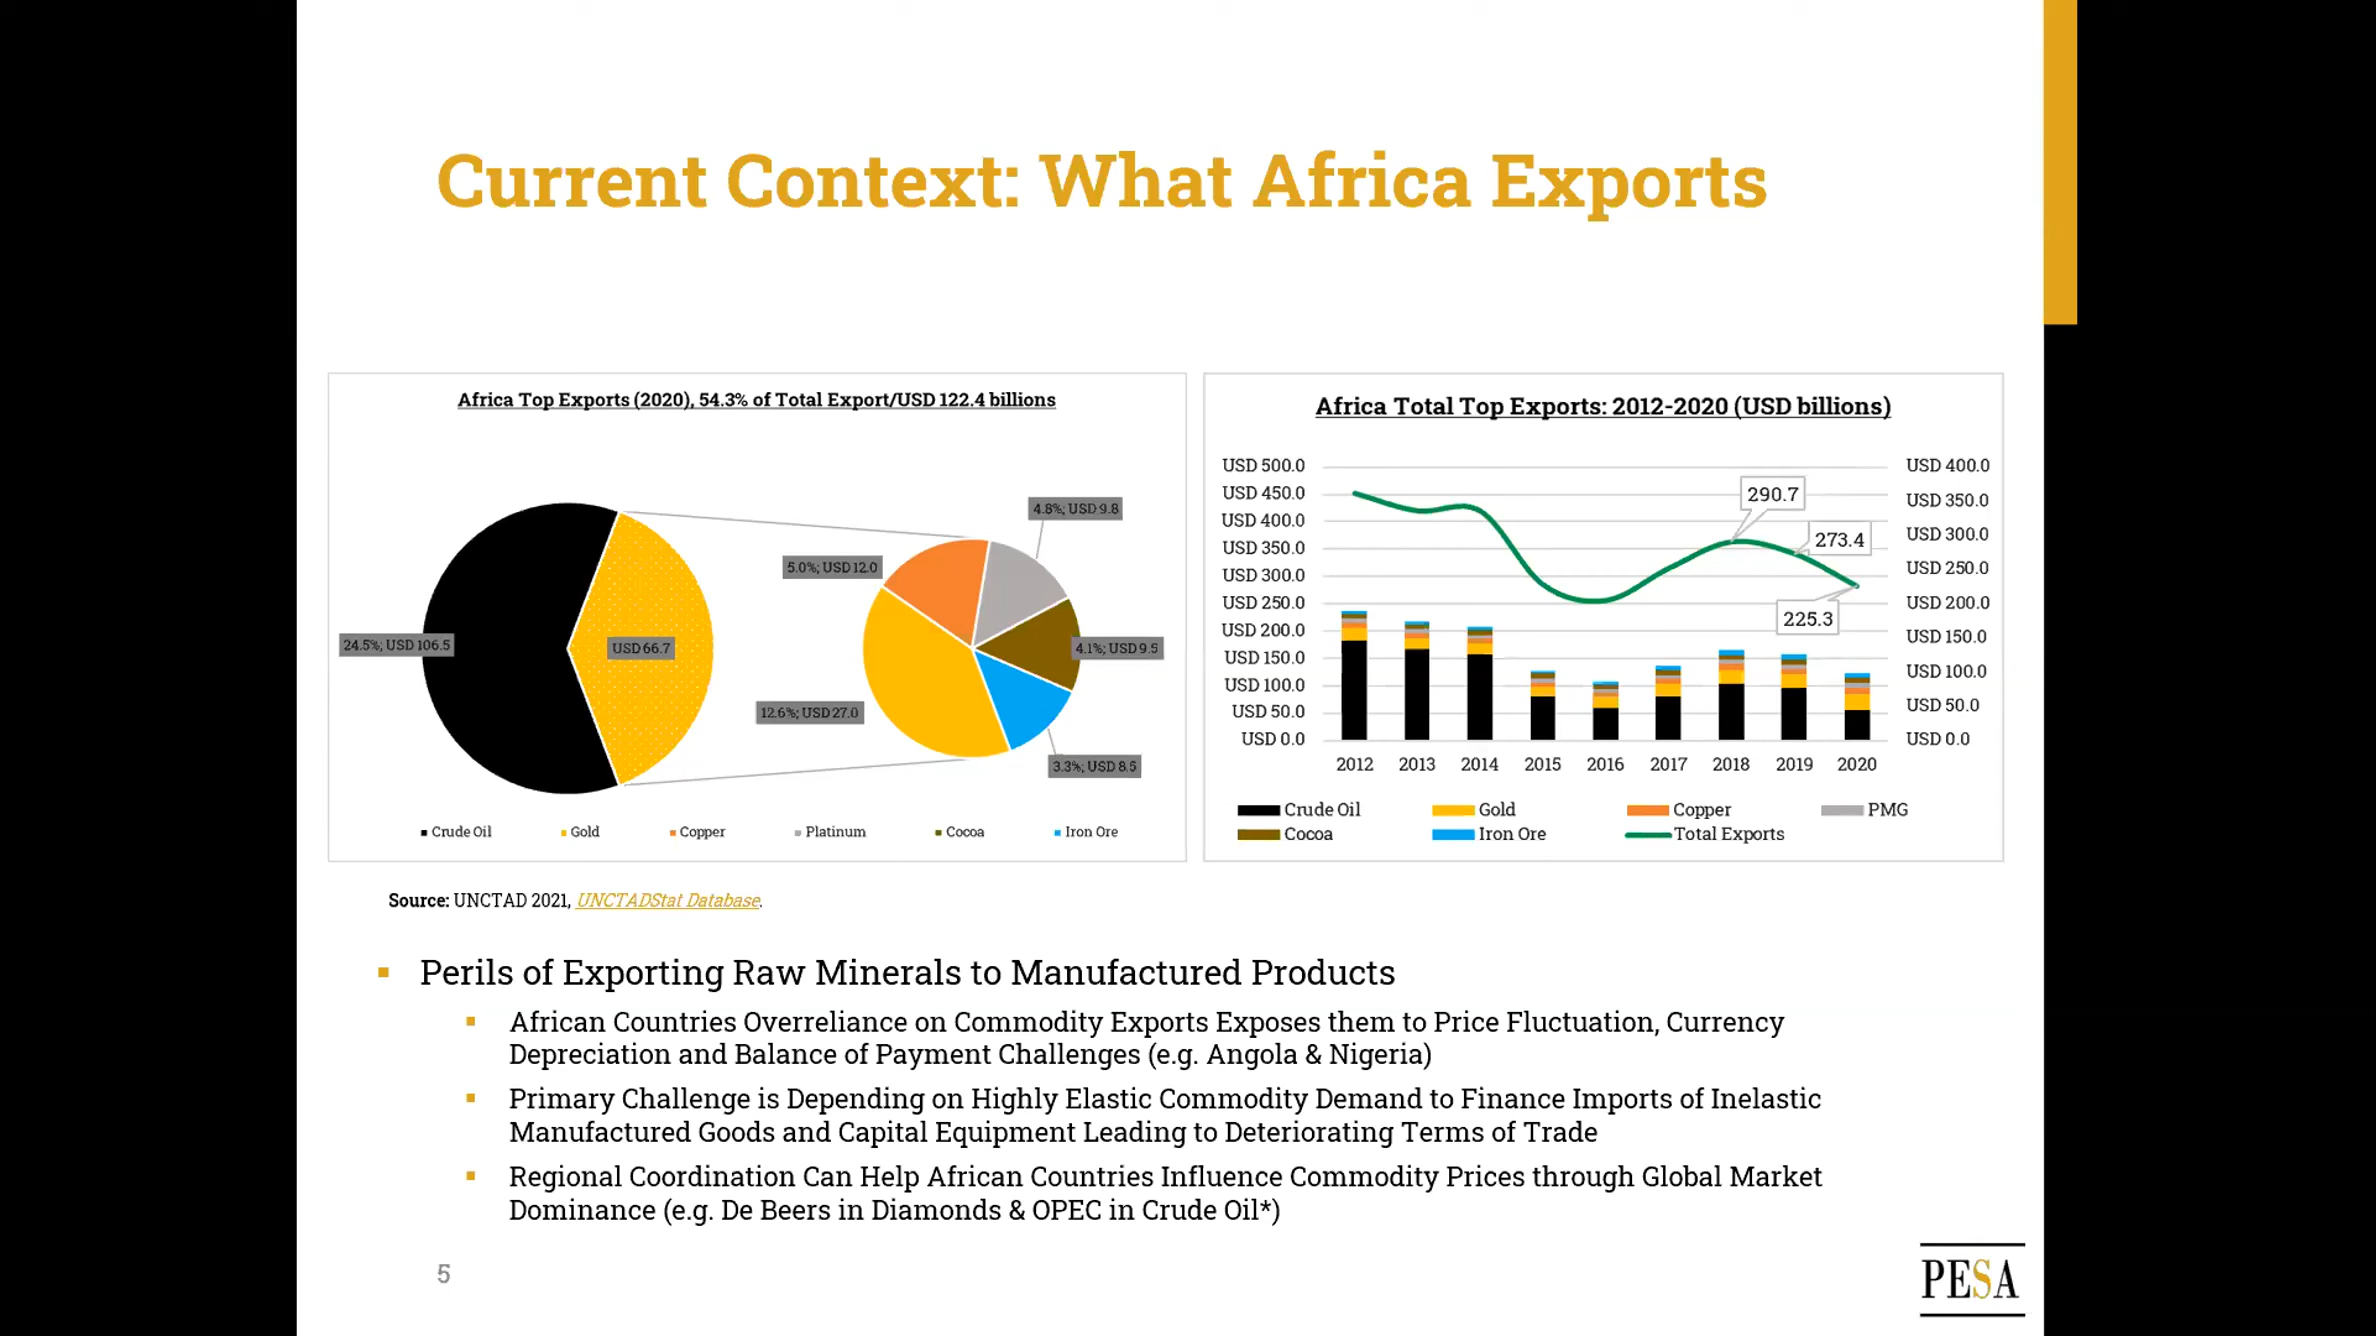 Current Context: What Africa Exports
Africa Top Exports (2020), 54.3% of Total Export/USD 122.4 billions
4.8%; USD 9.8
5.0%; USD 12.0
24.5%; USD 106.5
USD 66.7
4.1%; USD 9.5
12.6%; USD 27.0
3.3%; USD 8.5
Crude Oil
Gold
Copper
Platinum
Cocoa
Iron Ore
Africa Total Top Exports: 2012-2020 (USD billions)
USD 500.0
USD 450.0
USD 400.0
USD 350.0
USD 300.0
USD 250.0
USD 200.0
USD 150.0
USD 100.0
USD 50.0
USD 0.0
290.7
273.4
225.3
USD 400.0
USD 350.0
USD 300.0
USD 250.0
USD 200.0
USD 150.0
USD 100.0
USD 50.0
USD 0.0
2012 2013 2014 2015 2016 2017 2018 2019 2020
Crude Oil Gold Copper PMG
Cocoa Iron Ore Total Exports
Source: UNCTAD 2021, UNCTADStat Database.
Perils of Exporting Raw Minerals to Manufactured Products
African Countries Overreliance on Commodity Exports Exposes them to Price Fluctuation, Currency
Depreciation and Balance of Payment Challenges (e.g. Angola & Nigeria)
Primary Challenge is Depending on Highly Elastic Commodity Demand to Finance Imports of Inelastic
Manufactured Goods and Capital Equipment Leading to Deteriorating Terms of Trade
Regional Coordination Can Help African Countries Influence Commodity Prices through Global Market
Dominance (e.g. De Beers in Diamonds & OPEC in Crude Oil*)
5
PESA